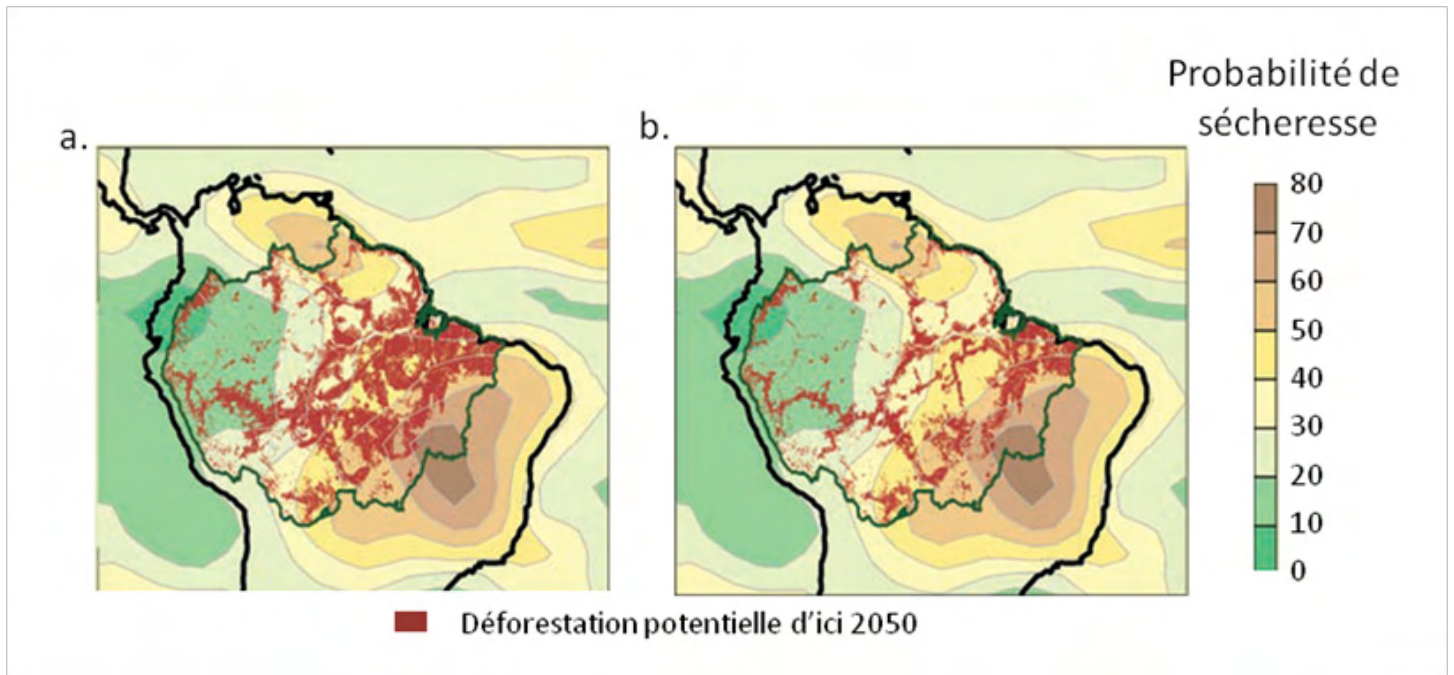 Probabilité de
sécheresse
a.
b.
80
70
60
50
40
30
20
10
0
Déforestation potentielle d’ici 2050